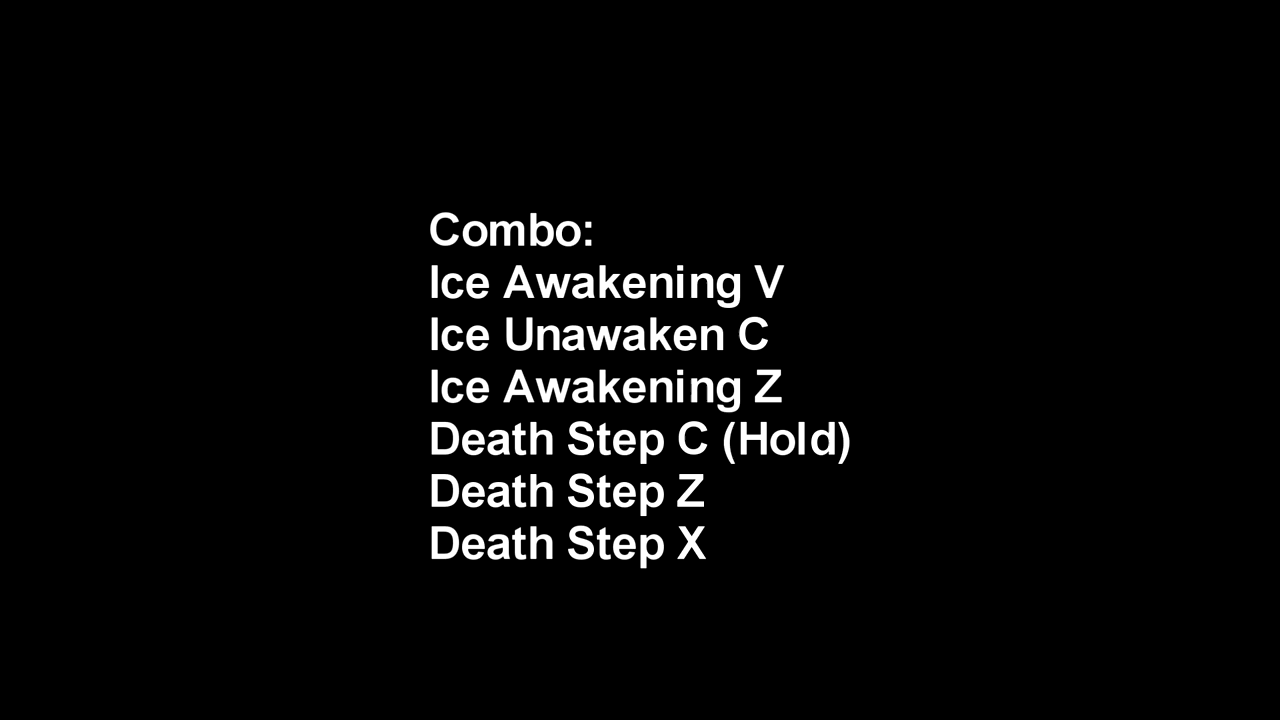 Combo:
Ice Awakening V
Ice Unawaken C
Ice Awakening Z
Death Step C (Hold)
Death Step Z
Death Step X